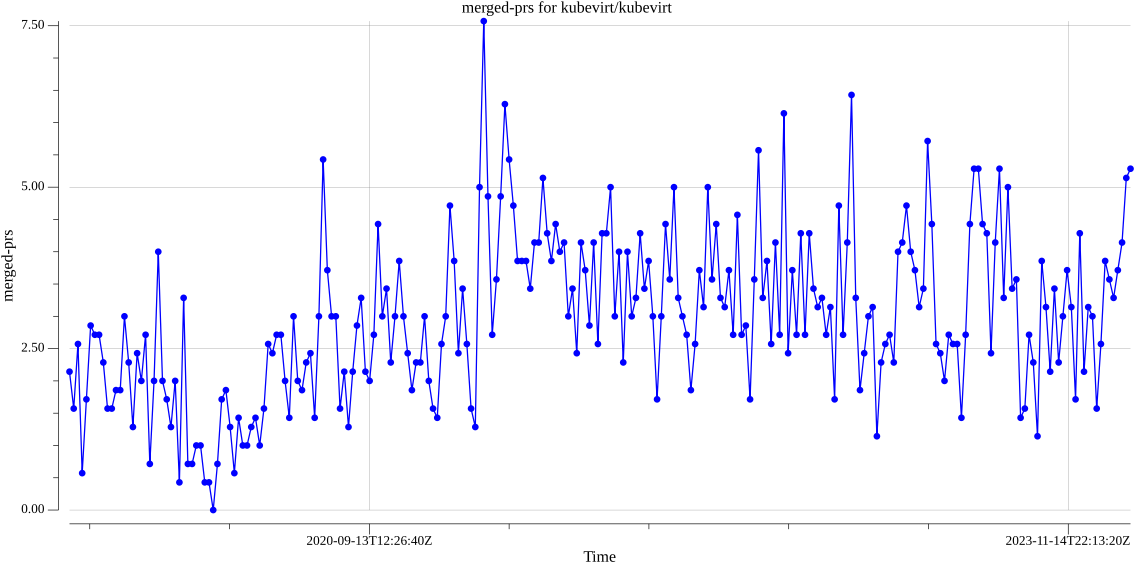 merged-prs for kubevirt/kubevirt
7.50
5.00
merged-prs
2.50
0.00
2020-09-13T12:26:40Z
2023-11-14T22:13:20Z
Time